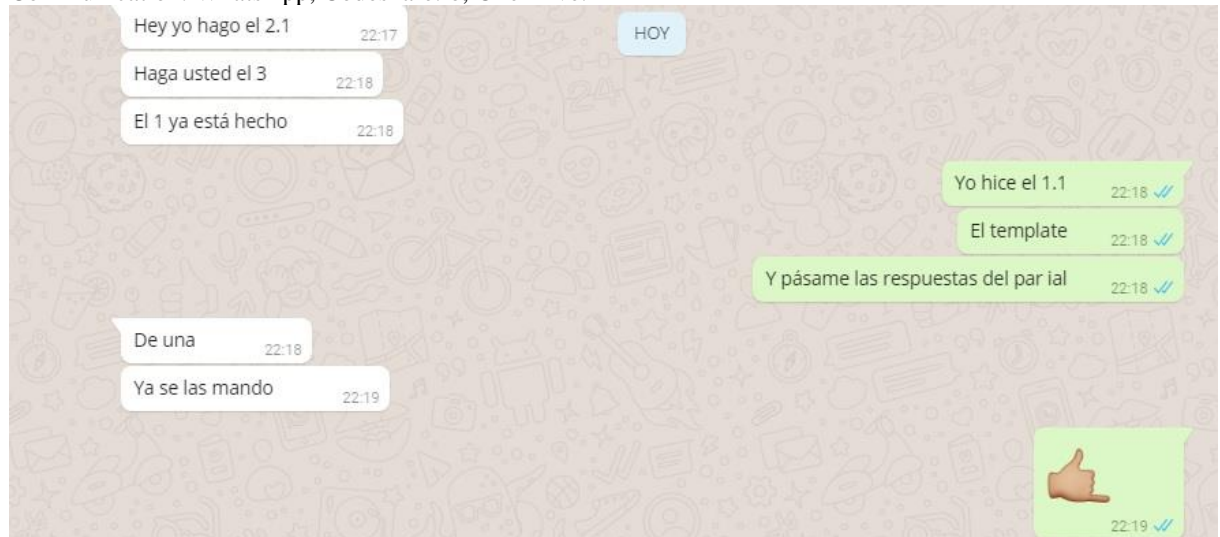 Hey yo hago el 2.1 22:17
HOY
Haga usted el 3 22:18
El 1 ya está hecho 22:18
Yo hice el 1.1 22:18
El template 22:18
Y pásame las respuestas del par ial 22:18
De una 22:18
Ya se las mando 22:19
22:19